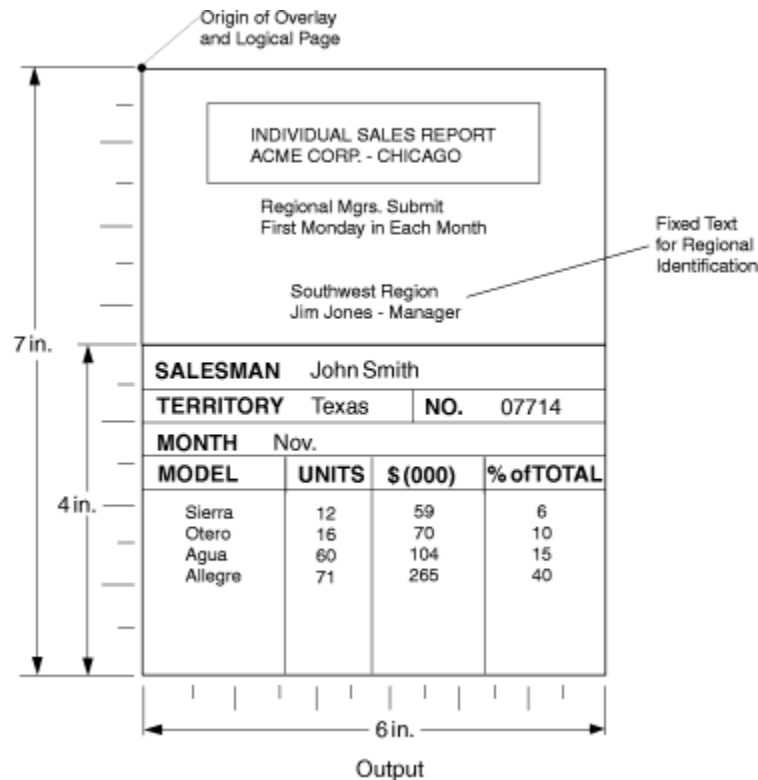 Origin of Overlay
and Logical Page
INDIVIDUAL SALES REPORT
ACME CORP. - CHICAGO
Regional Mgrs. Submit
First Monday in Each Month
Fixed Text
for Regional
Identification
Southwest Region
Jim Jones - Manager
7 in.
SALESMAN John Smith
TERRITORY Texas NO. 07714
MONTH Nov.
MODEL UNITS $ (000) % of TOTAL
4 in.
Sierra 12 59 6
Otero 16 70 10
Agua 60 104 15
Allegre 71 265 40
6 in.
Output